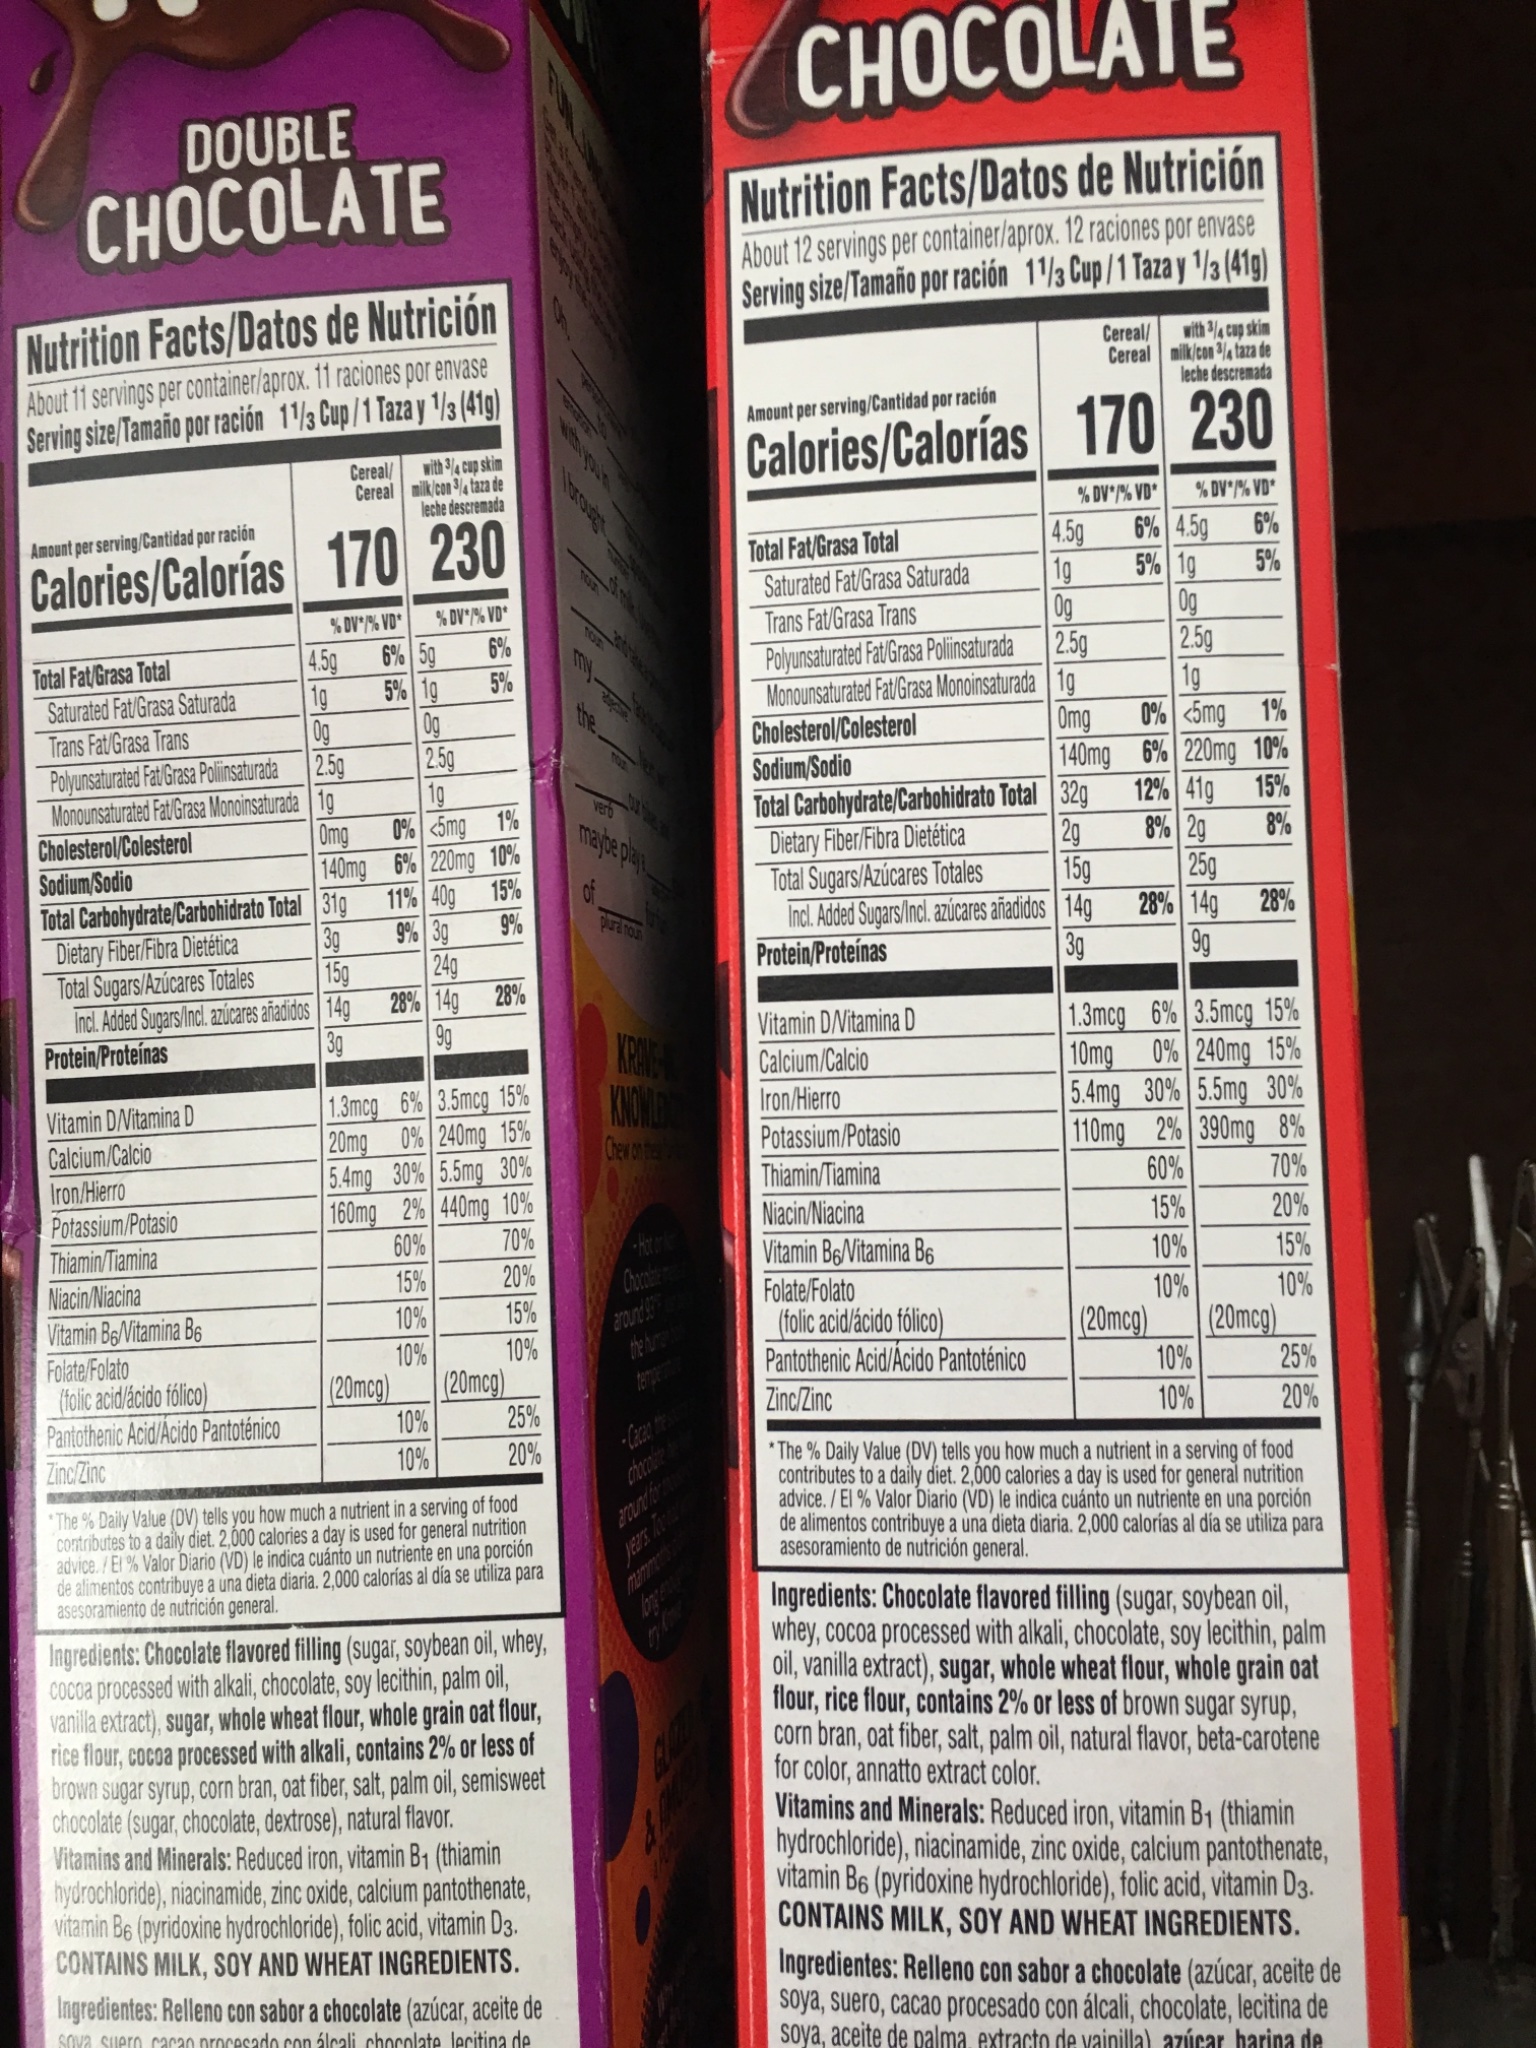 DOUBLE
CHOCOLATE
Nutrition Facts/Datos de Nutrición
About 11 servings per container/aprox. 11 raciones por envase
Serving size/Tamaño por ración 1 1/3 Cup / 1 Taza y 1/3 (41g)
Cereal/ Cereal
with 3/4 cup skim milk/con 3/4 taza de leche descremada
Amount per serving/Cantidad por ración
Calories/Calorías 170 230
% DV*/% VD* % DV*/% VD*
Total Fat/Grasa Total 4.5g 6% 5g 6%
Saturated Fat/Grasa Saturada 1g 5% 1g 5%
Trans Fat/Grasa Trans 0g 0g
Polyunsaturated Fat/Grasa Poliinsaturada 2.5g 2.5g
Monounsaturated Fat/Grasa Monoinsaturada 1g 1g
Cholesterol/Colesterol 0mg 0% <5mg 1%
Sodium/Sodio 140mg 6% 220mg 10%
Total Carbohydrate/Carbohidrato Total 31g 11% 40g 15%
Dietary Fiber/Fibra Dietética 3g 9% 3g 9%
Total Sugars/Azúcares Totales 15g 24g
Incl. Added Sugars/Incl. azúcares añadidos 14g 28% 14g 28%
Protein/Proteínas 3g 9g
Vitamin D/Vitamina D 1.3mcg 6% 3.5mcg 15%
Calcium/Calcio 20mg 0% 240mg 15%
Iron/Hierro 5.4mg 30% 5.5mg 30%
Potassium/Potasio 160mg 2% 440mg 10%
Thiamin/Tiamina 60% 70%
Niacin/Niacina 15% 20%
Vitamin B6/Vitamina B6 10% 15%
Folate/Folato 10% 10%
(folic acid/ácido fólico) (20mcg) (20mcg)
Pantothenic Acid/Ácido Pantoténico 10% 25%
Zinc/Zinc 10% 20%
*The % Daily Value (DV) tells you how much a nutrient in a serving of food
contributes to a daily diet. 2,000 calories a day is used for general nutrition
advice. / El % Valor Diario (VD) le indica cuánto un nutriente en una porción
de alimentos contribuye a una dieta diaria. 2,000 calorías al día se utiliza para
asesoramiento de nutrición general.
Ingredients: Chocolate flavored filling (sugar, soybean oil, whey,
cocoa processed with alkali, chocolate, soy lecithin, palm oil,
vanilla extract), sugar, whole wheat flour, whole grain oat flour,
rice flour, cocoa processed with alkali, contains 2% or less of
brown sugar syrup, corn bran, oat fiber, salt, palm oil, semisweet
chocolate (sugar, chocolate, dextrose), natural flavor.
Vitamins and Minerals: Reduced iron, vitamin B1 (thiamin
hydrochloride), niacinamide, zinc oxide, calcium pantothenate,
vitamin B6 (pyridoxine hydrochloride), folic acid, vitamin D3.
CONTAINS MILK, SOY AND WHEAT INGREDIENTS.
Ingredientes: Relleno con sabor a chocolate (azúcar, aceite de
soya, suero, cacao procesado con álcali, chocolate, lecitina de
with you in
I brought
noun
of
noun
my
adjective
the
noun
verb
maybe play
of
plural noun
Chew on
CHOCOLATE
Nutrition Facts/Datos de Nutrición
About 12 servings per container/aprox. 12 raciones por envase
Serving size/Tamaño por ración 1 1/3 Cup / 1 Taza y 1/3 (41g)
Cereal/ Cereal
with 3/4 cup skim milk/con 3/4 taza de leche descremada
Amount per serving/Cantidad por ración
Calories/Calorías 170 230
% DV*/% VD* % DV*/% VD*
Total Fat/Grasa Total 4.5g 6% 4.5g 6%
Saturated Fat/Grasa Saturada 1g 5% 1g 5%
Trans Fat/Grasa Trans 0g 0g
Polyunsaturated Fat/Grasa Poliinsaturada 2.5g 2.5g
Monounsaturated Fat/Grasa Monoinsaturada 1g 1g
Cholesterol/Colesterol 0mg 0% <5mg 1%
Sodium/Sodio 140mg 6% 220mg 10%
Total Carbohydrate/Carbohidrato Total 32g 12% 41g 15%
Dietary Fiber/Fibra Dietética 2g 8% 2g 8%
Total Sugars/Azúcares Totales 15g 25g
Incl. Added Sugars/Incl. azúcares añadidos 14g 28% 14g 28%
Protein/Proteínas 3g 9g
Vitamin D/Vitamina D 1.3mcg 6% 3.5mcg 15%
Calcium/Calcio 10mg 0% 240mg 15%
Iron/Hierro 5.4mg 30% 5.5mg 30%
Potassium/Potasio 110mg 2% 390mg 8%
Thiamin/Tiamina 60% 70%
Niacin/Niacina 15% 20%
Vitamin B6/Vitamina B6 10% 15%
Folate/Folato 10% 10%
(folic acid/ácido fólico) (20mcg) (20mcg)
Pantothenic Acid/Ácido Pantoténico 10% 25%
Zinc/Zinc 10% 20%
*The % Daily Value (DV) tells you how much a nutrient in a serving of food
contributes to a daily diet. 2,000 calories a day is used for general nutrition
advice. / El % Valor Diario (VD) le indica cuánto un nutriente en una porción
de alimentos contribuye a una dieta diaria. 2,000 calorías al día se utiliza para
asesoramiento de nutrición general.
Ingredients: Chocolate flavored filling (sugar, soybean oil,
whey, cocoa processed with alkali, chocolate, soy lecithin, palm
oil, vanilla extract), sugar, whole wheat flour, whole grain oat
flour, rice flour, contains 2% or less of brown sugar syrup,
corn bran, oat fiber, salt, palm oil, natural flavor, beta-carotene
for color, annatto extract color.
Vitamins and Minerals: Reduced iron, vitamin B1 (thiamin
hydrochloride), niacinamide, zinc oxide, calcium pantothenate,
vitamin B6 (pyridoxine hydrochloride), folic acid, vitamin D3.
CONTAINS MILK, SOY AND WHEAT INGREDIENTS.
Ingredientes: Relleno con sabor a chocolate (azúcar, aceite de
soya, suero, cacao procesado con álcali, chocolate, lecitina de
soya, aceite de palma, extracto de vainilla), azúcar, harina de